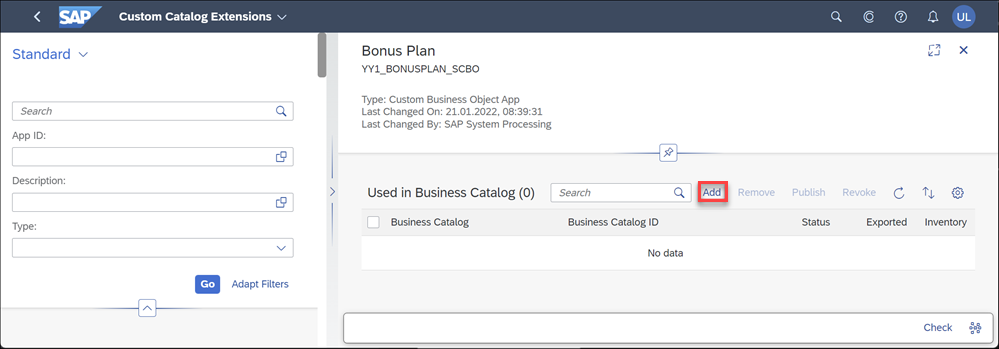 SAP Custom Catalog Extensions UL
Standard
Search
App ID:
Description:
Type:
Go Adapt Filters
Bonus Plan
YY1_BONUSPLAN_SCBO
Type: Custom Business Object App
Last Changed On: 21.01.2022, 08:39:31
Last Changed By: SAP System Processing
Used in Business Catalog (0) Search Add Remove Publish Revoke
Business Catalog Business Catalog ID Status Exported Inventory
No data
Check